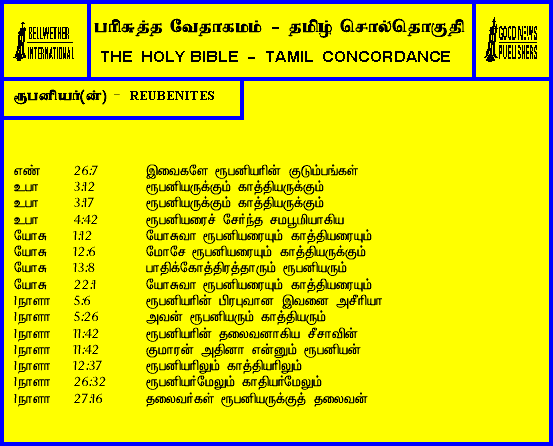 BELLWETHER
INTERNATIONAL
பரிசுத்த வேதாகமம் - தமிழ் சொல்தொகுதி
THE HOLY BIBLE - TAMIL CONCORDANCE
GOOD NEWS
PUBLISHERS
ரூபனியர்(ன்) - REUBENITES
எண் 26:7 இவைகளே ரூபனியரின் குடும்பங்கள்
உபா 3:12 ரூபனியருக்கும் காத்தியருக்கும்
உபா 3:17 ரூபனியருக்கும் காத்தியருக்கும்
உபா 4:42 ரூபனியரைச் சேர்ந்த சமபூமியாகிய
யோசு 1:12 யோசுவா ரூபனியரையும் காத்தியரையும்
யோசு 12:6 மோசே ரூபனியரையும் காத்தியருக்கும்
யோசு 13:8 பாதிக்கோத்திரத்தாரும் ரூபனியரும்
யோசு 22:1 யோசுவா ரூபனியரையும் காத்தியரையும்
1நாளா 5:6 ரூபனியரின் பிரபுவான இவனை அசீரியா
1நாளா 5:26 அவன் ரூபனியரும் காத்தியரும்
1நாளா 11:42 ரூபனியரின் தலைவனாகிய சீசாவின்
1நாளா 11:42 குமாரன் அதினா என்னும் ரூபனியன்
1நாளா 12:37 ரூபனியரிலும் காத்தியரிலும்
1நாளா 26:32 ரூபனியர்மேலும் காதியர்மேலும்
1நாளா 27:16 தலைவர்கள் ரூபனியருக்குத் தலைவன்